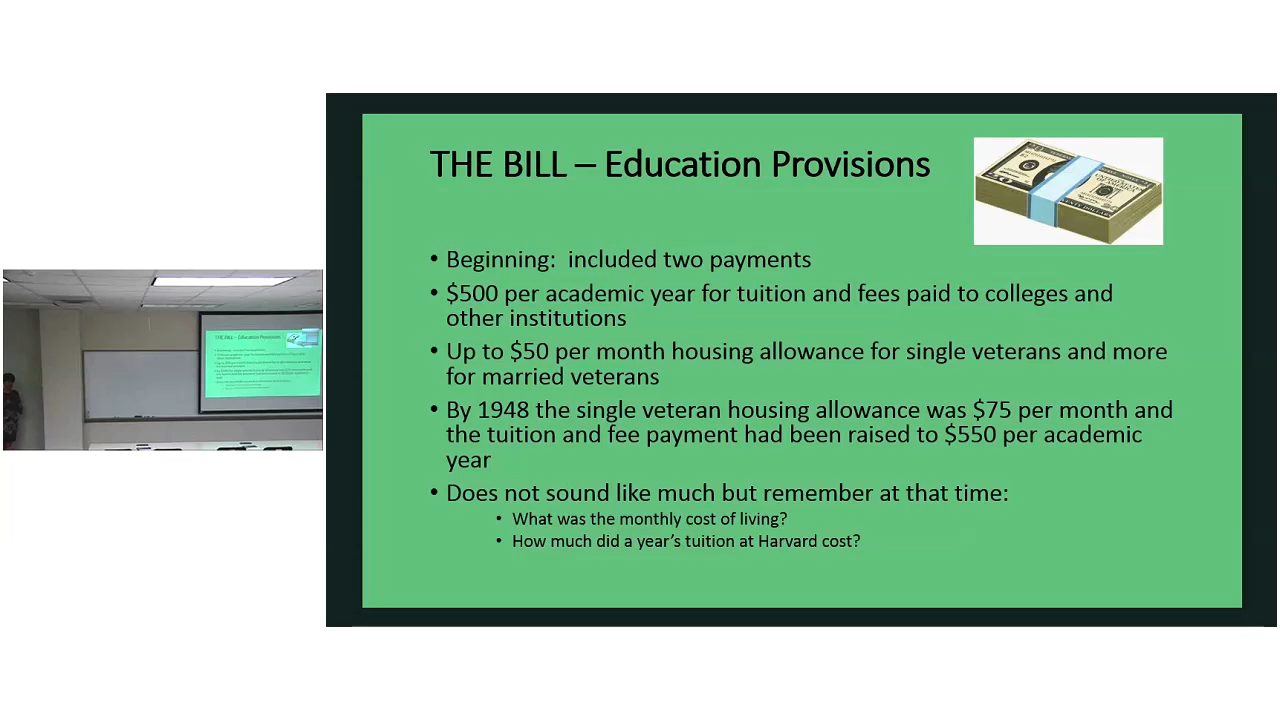 THE BILL – Education Provisions
• Beginning:  included two payments
• $500 per academic year for tuition and fees paid to colleges and
other institutions
• Up to $50 per month housing allowance for single veterans and more
for married veterans
• By 1948 the single veteran housing allowance was $75 per month and
the tuition and fee payment had been raised to $550 per academic
year
• Does not sound like much but remember at that time:
• What was the monthly cost of living?
• How much did a year's tuition at Harvard cost?